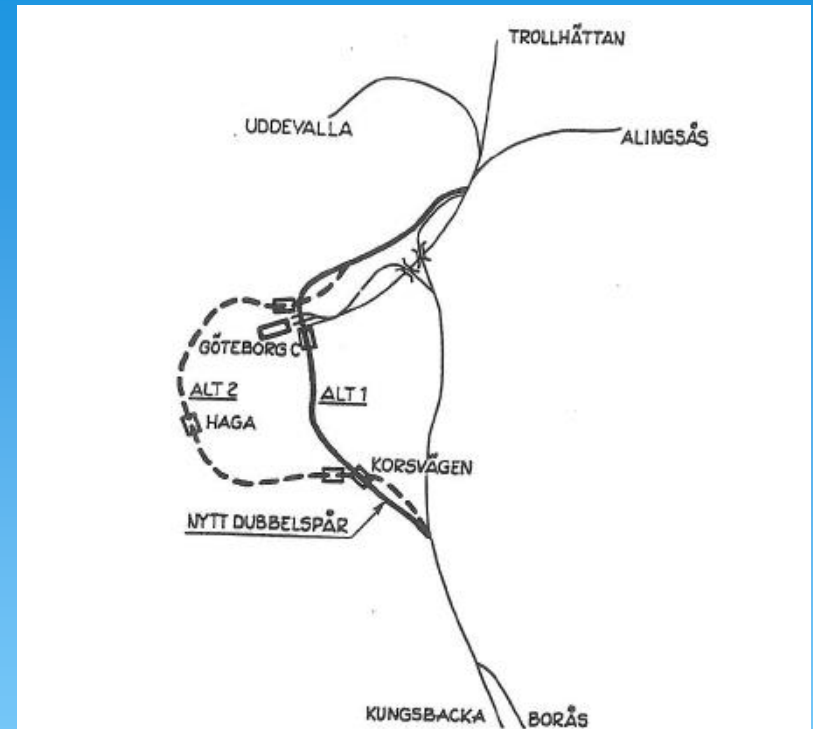 TROLLHÄTTAN
UDDEVALLA
ALINGSÅS
GÖTEBORG C
ALT 2
ALT 1
HAGA
KORSVÄGEN
NYTT DUBBELSPÅR
KUNGSBACKA
BORÅS